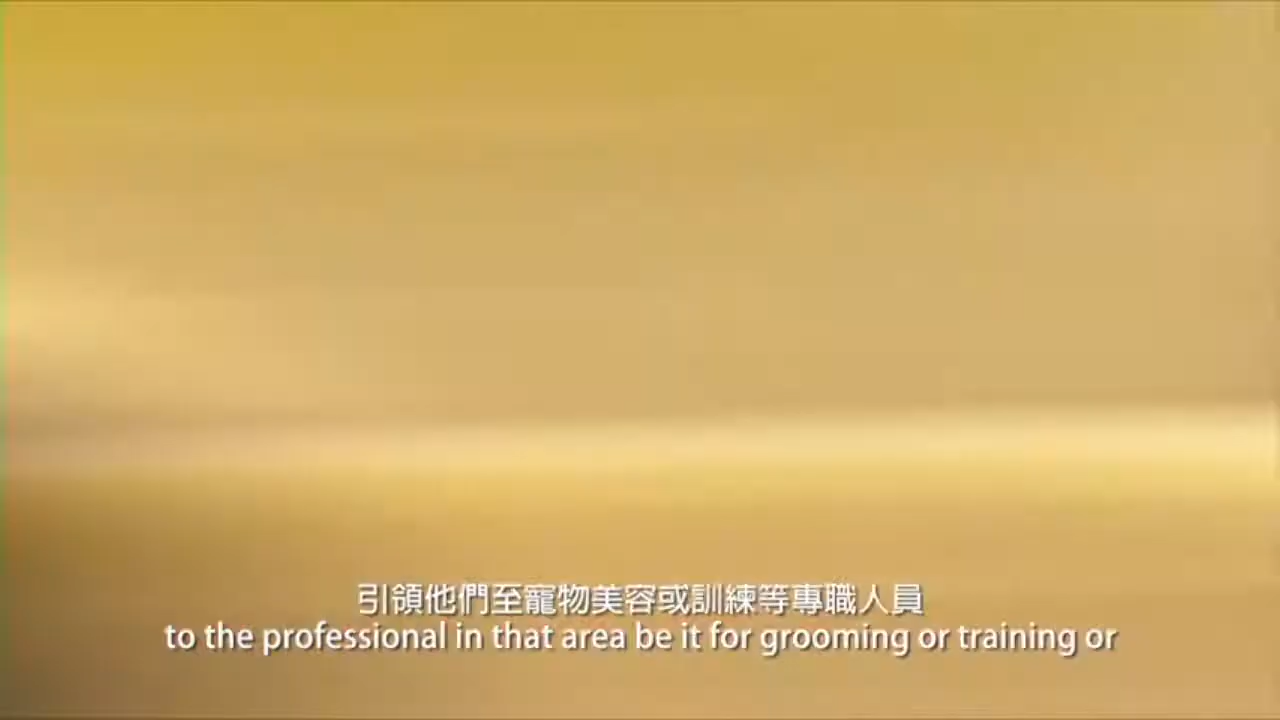 引領他們至寵物美容或訓練等專職人員
to the professional in that area be it for grooming or training or